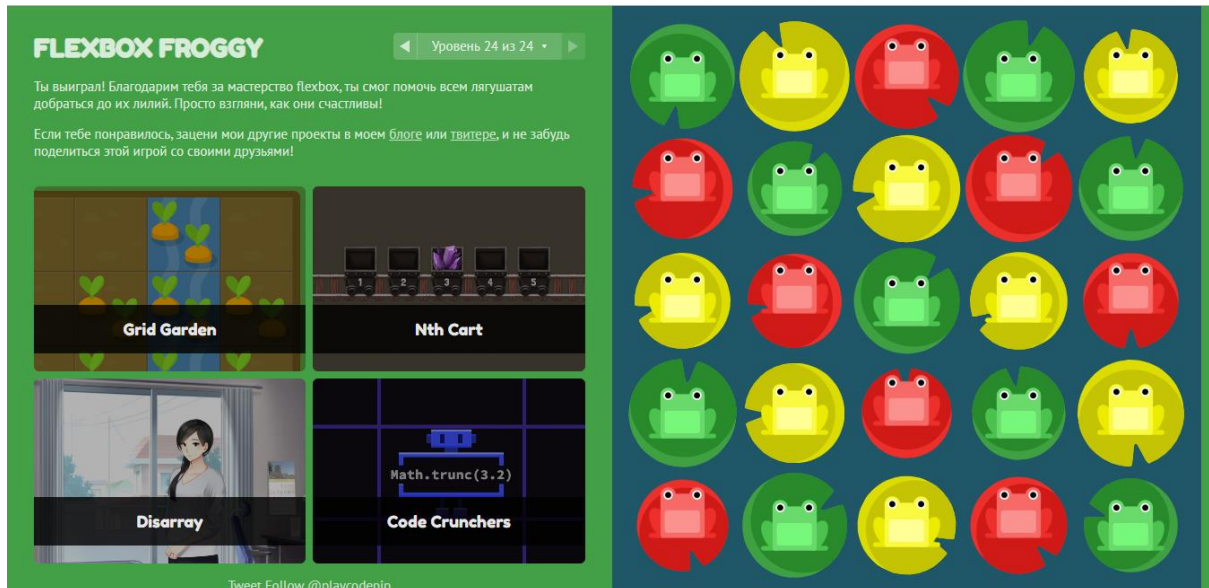 FLEXBOX FROGGY
Уровень 24 из 24
Ты выиграл! Благодарим тебя за мастерство flexbox, ты смог помочь всем лягушатам
добраться до их лилий. Просто взгляни, как они счастливы!
Если тебе понравилось, зацени мои другие проекты в моем блоге или твитере, и не забудь
поделиться этой игрой со своими друзьями!
1 2 3 4 5
Grid Garden
Nth Cart
Math.trunc(3.2)
Disarray
Code Crunchers
Tweet Follow @playcodepip